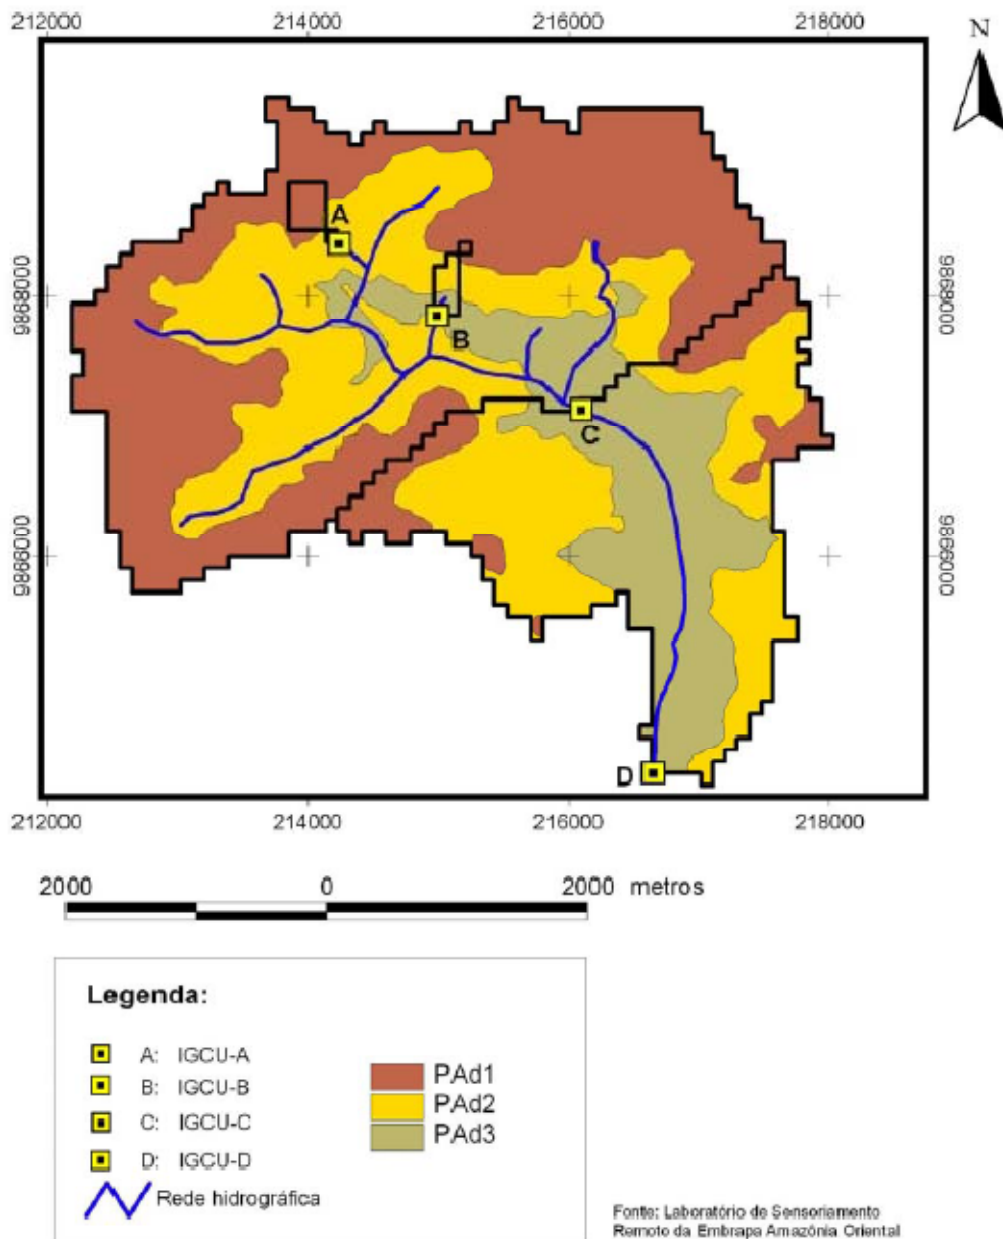 212000 214000 216000 218000
N
A
9868000 9868000
B
C
9866000 9866000
D
212000 214000 216000 218000
2000 0 2000 metros
Legenda:
A: IGCU-A
B: IGCU-B
C: IGCU-C
D: IGCU-D
Rede hidrográfica
PAd1
PAd2
PAd3
Fonte: Laboratório de Sensoriamento
Remoto da Embrapa Amazônia Oriental